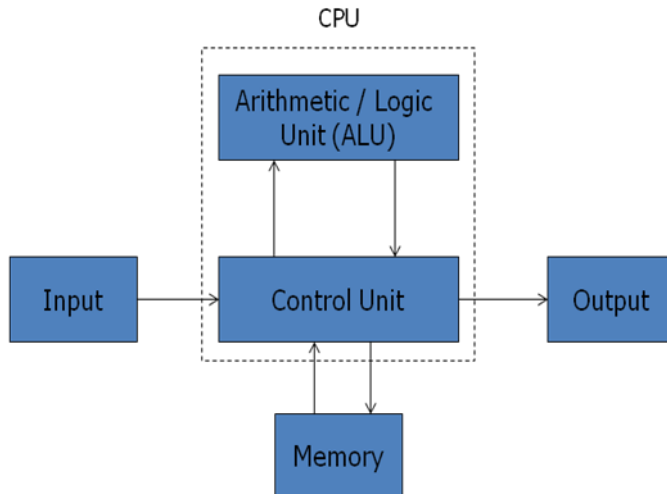 CPU
Arithmetic / Logic
Unit (ALU)
Input
Control Unit
Output
Memory